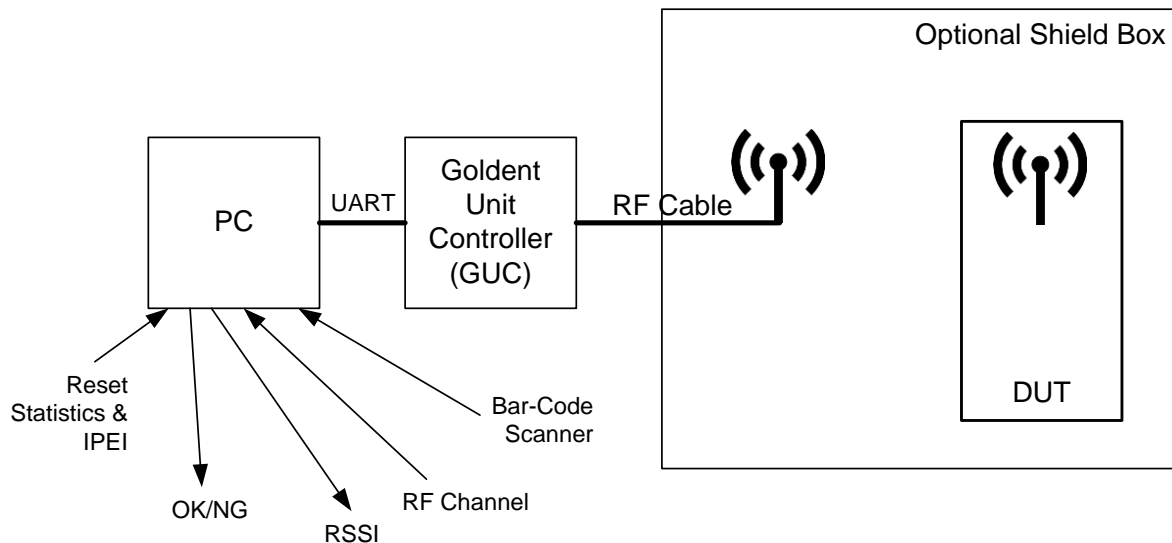 Optional Shield Box
PC
UART
Goldent
Unit
Controller
(GUC)
RF Cable
DUT
Reset
Statistics &
IPEI
OK/NG
RSSI
RF Channel
Bar-Code
Scanner